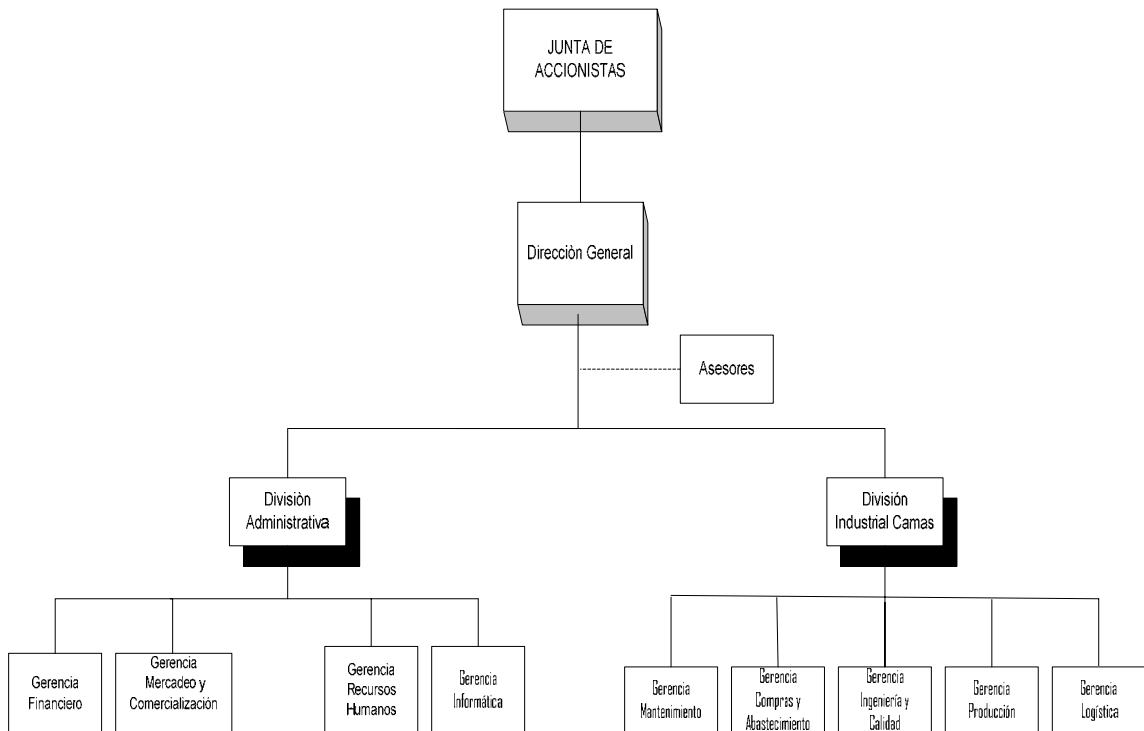 JUNTA DE
ACCIONISTAS
Direcciòn General
Asesores
Divisiòn
Administrativa
División
Industrial Camas
Gerencia
Financiero
Gerencia
Mercadeo y
Comercialización
Gerencia
Recursos
Humanos
Gerencia
Informática
Gerencia
Mantenimiento
Gerencia
Compras y
Abastecimiento
Gerencia
Ingeniería y
Calidad
Gerencia
Producción
Gerencia
Logística